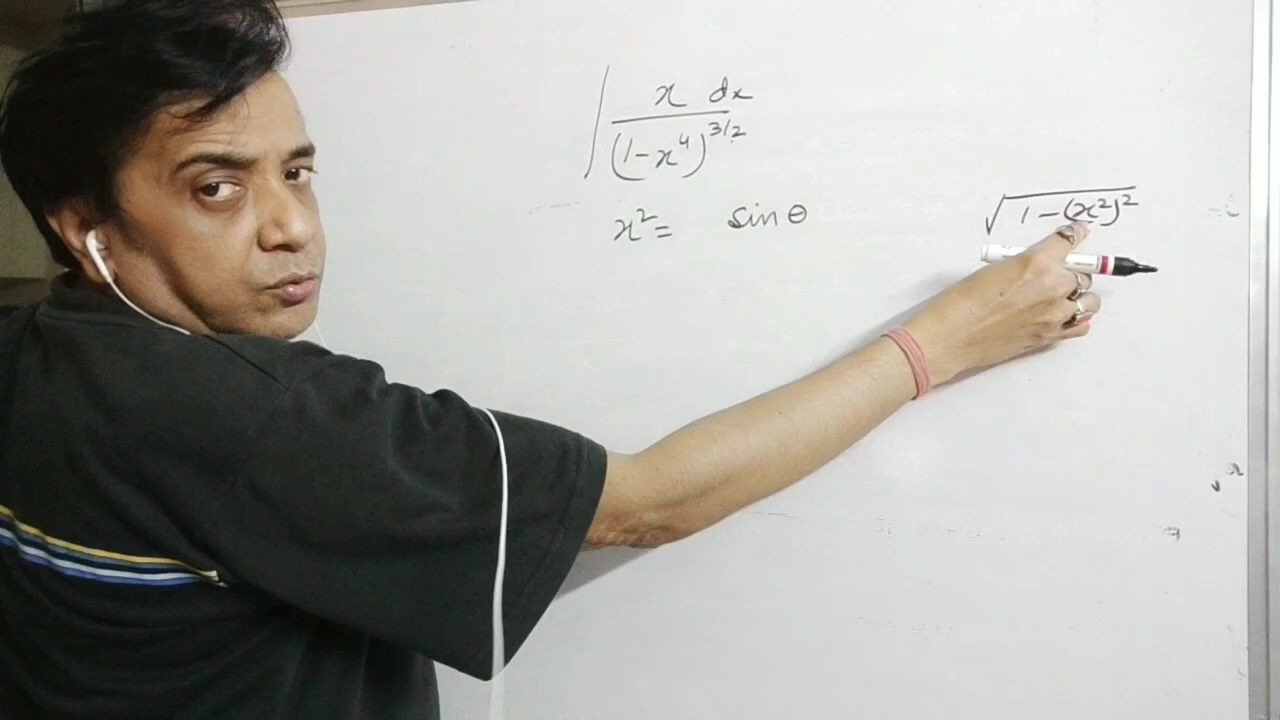 ∫ x dx
(1-x⁴)^3/2
x² = sin θ
√1-(x²)²